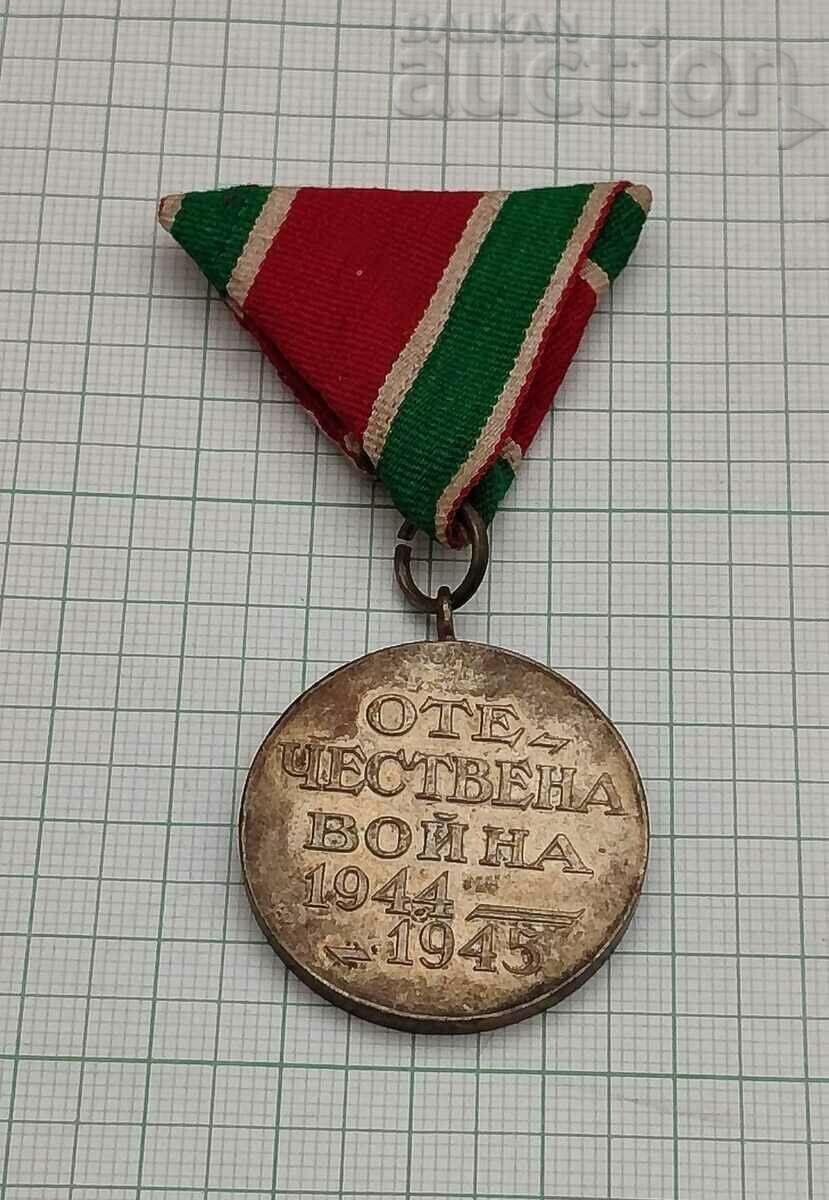 BALKAN
auction
ОТЕ-
ЧЕСТВЕНА
ВОЙНА
1944 —
- 1945